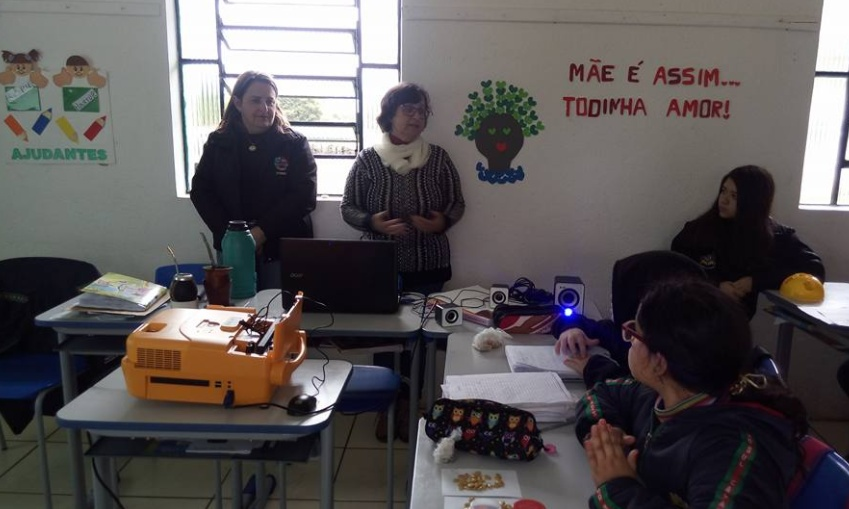 MÃE É ASSIM...
TODINHA AMOR!
AJUDANTES